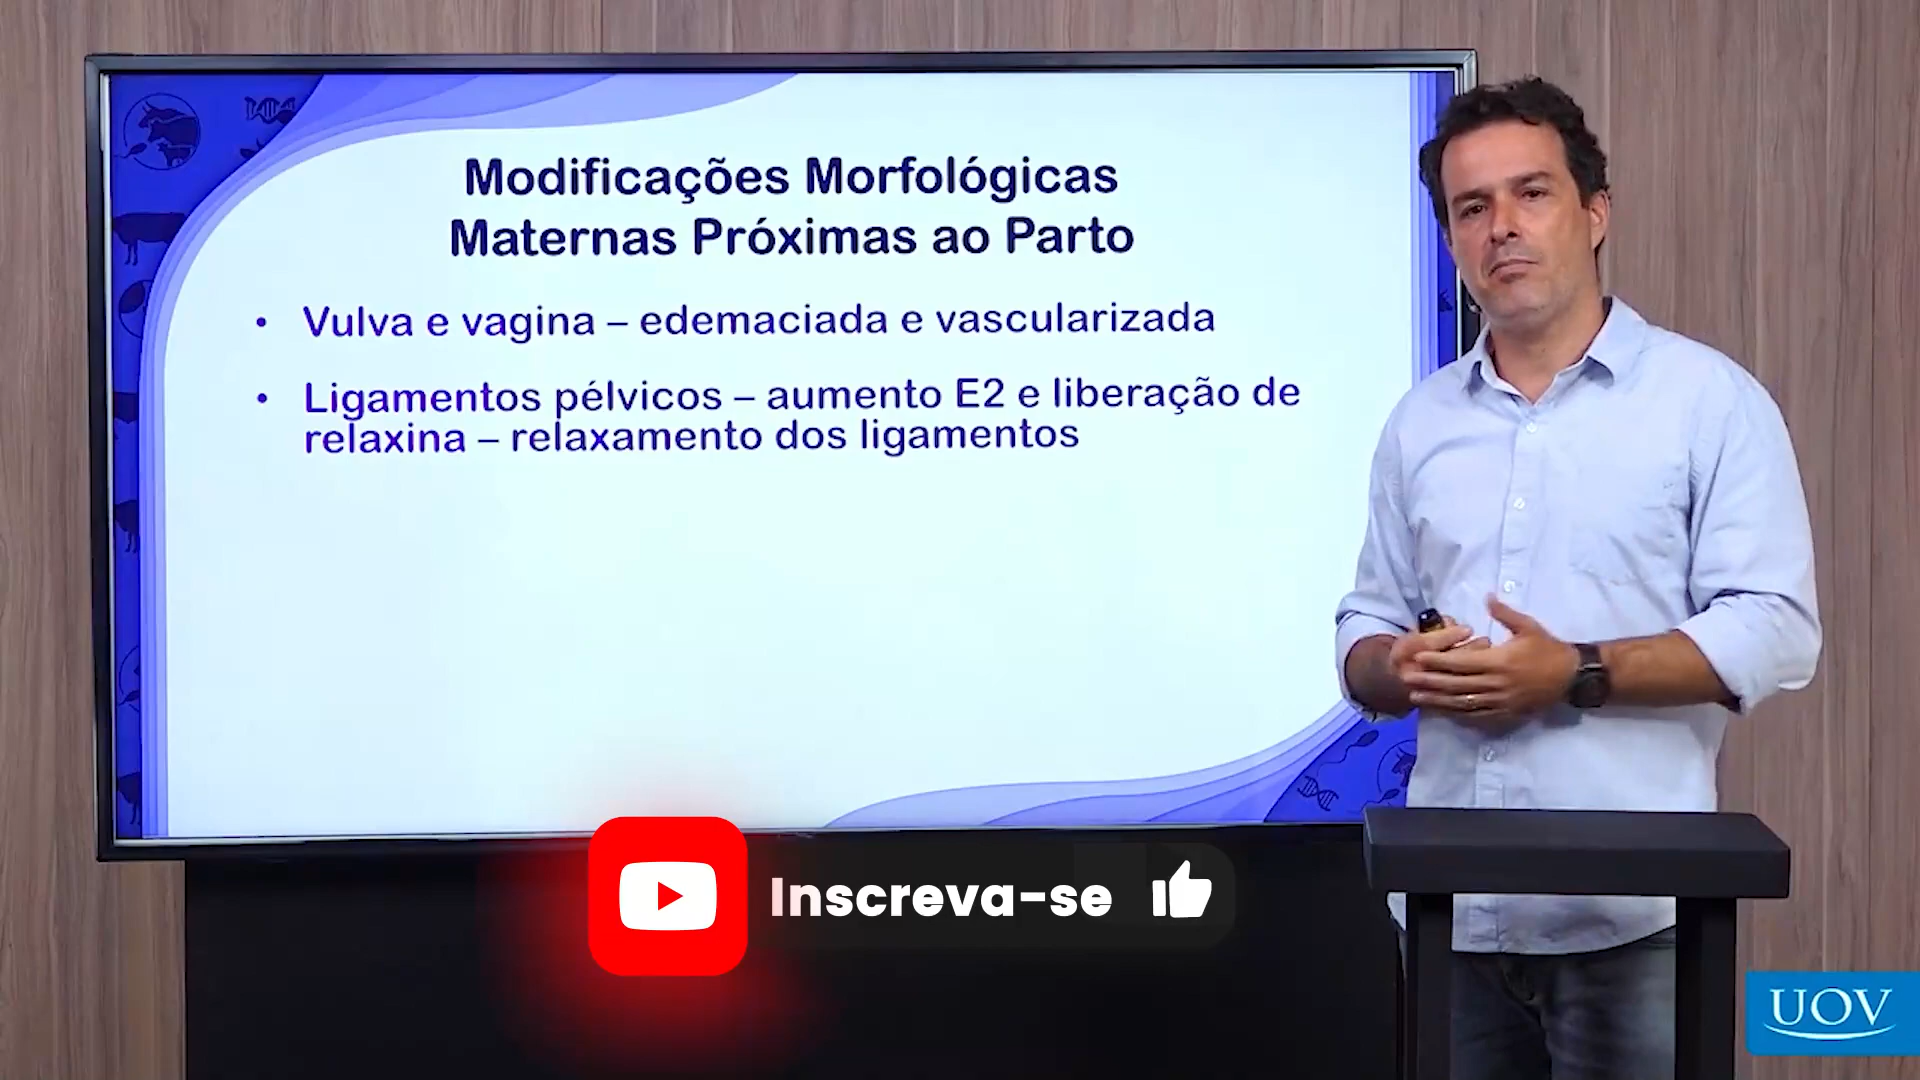 Modificações Morfológicas
Maternas Próximas ao Parto
• Vulva e vagina – edemaciada e vascularizada
• Ligamentos pélvicos – aumento E2 e liberação de
relaxina – relaxamento dos ligamentos
Inscreva-se
UOV